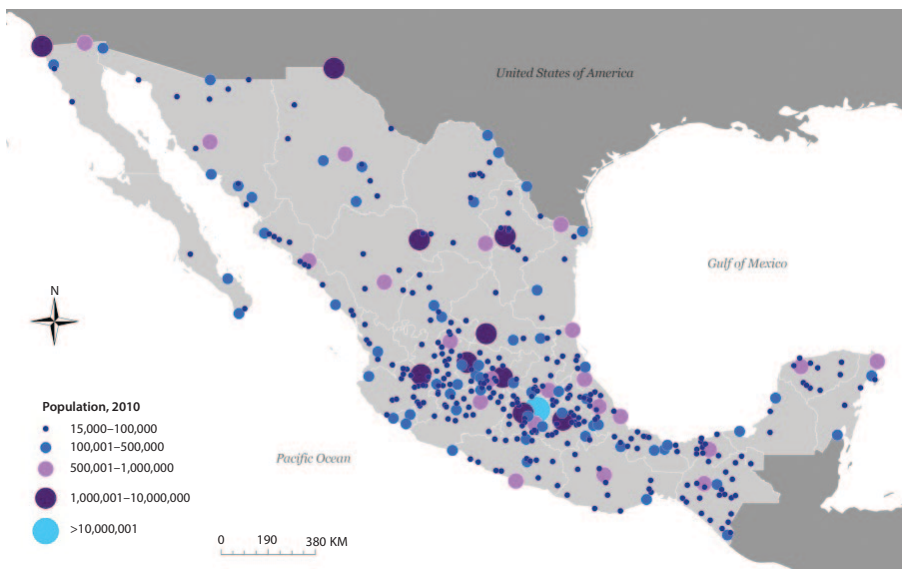 United States of America
Gulf of Mexico
N
Population, 2010
15,000–100,000
100,001–500,000
500,001–1,000,000
1,000,001–10,000,000
>10,000,001
Pacific Ocean
0 190 380 KM